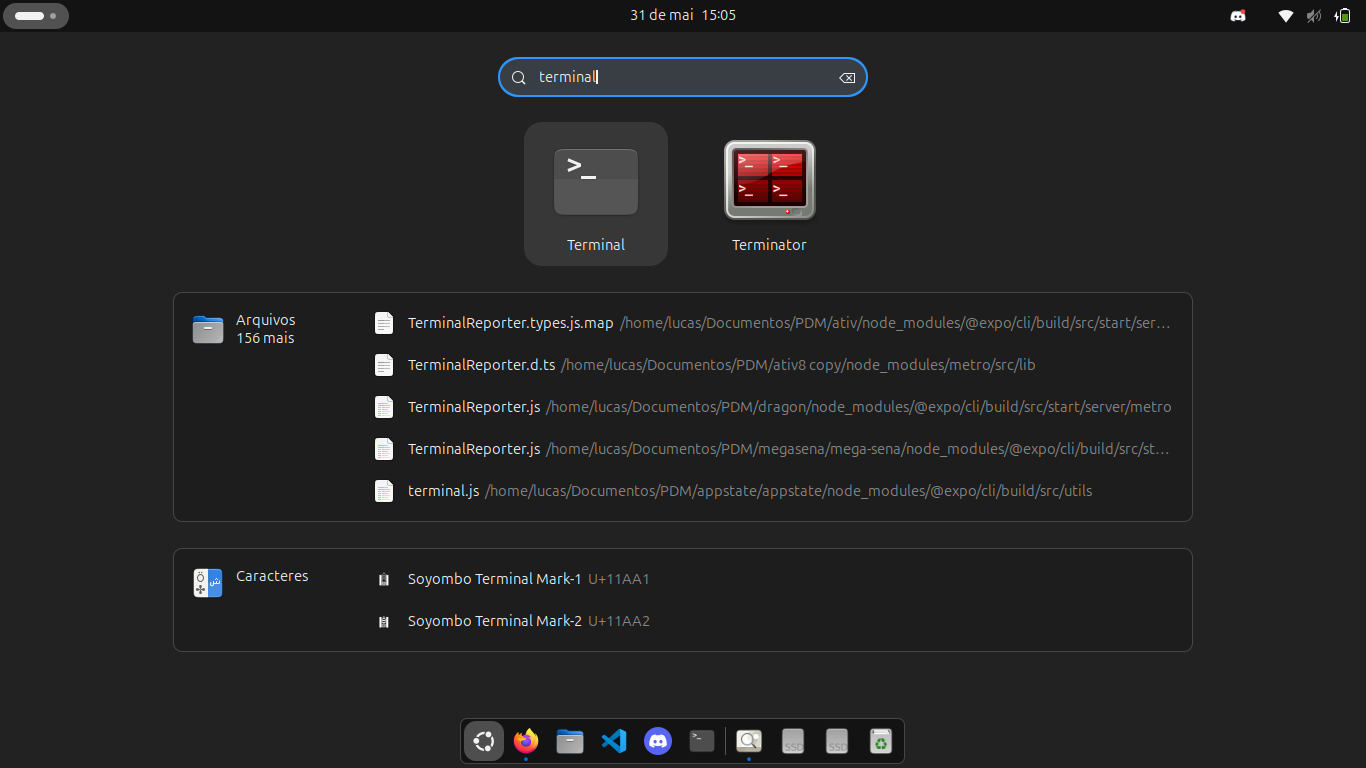 31 de mai 15:05
terminal
>_
>_ >_
>_ >_
Terminal
Terminator
Arquivos
156 mais
TerminalReporter.types.js.map /home/lucas/Documentos/PDM/ativ/node_modules/@expo/cli/build/src/start/ser…
TerminalReporter.d.ts /home/lucas/Documentos/PDM/ativ8 copy/node_modules/metro/src/lib
TerminalReporter.js /home/lucas/Documentos/PDM/dragon/node_modules/@expo/cli/build/src/start/server/metro
TerminalReporter.js /home/lucas/Documentos/PDM/megasena/mega-sena/node_modules/@expo/cli/build/src/st…
terminal.js /home/lucas/Documentos/PDM/appstate/appstate/node_modules/@expo/cli/build/src/utils
Caracteres
Soyombo Terminal Mark-1 U+11AA1
Soyombo Terminal Mark-2 U+11AA2
>_
SSD
SSD